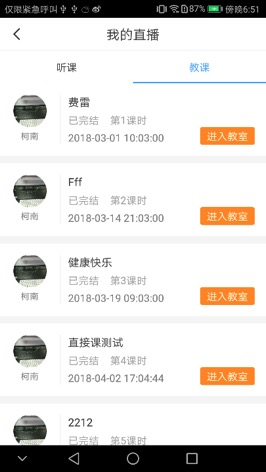 仅限紧急呼叫 87% 傍晚6:51
我的直播
听课 教课
费雷
已完结 第1课时
柯南 2018-03-01 10:03:00 进入教室
Fff
已完结 第2课时
柯南 2018-03-14 21:03:00 进入教室
健康快乐
已完结 第3课时
柯南 2018-03-19 09:03:00 进入教室
直接课测试
已完结 第4课时
柯南 2018-04-02 17:04:44 进入教室
2212
已完结 第5课时